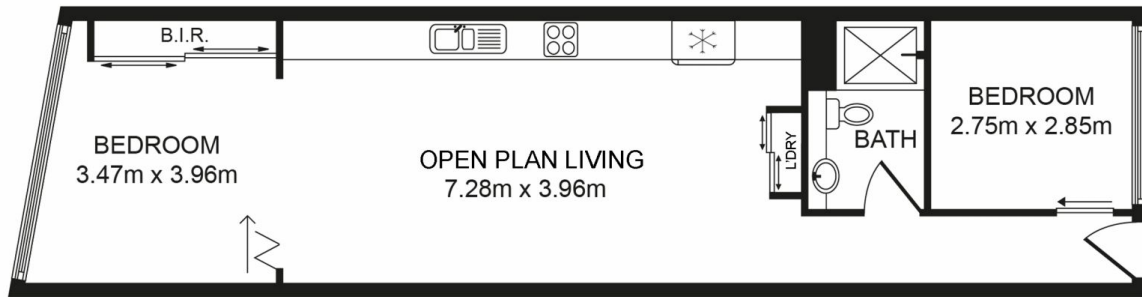 B.I.R.
BEDROOM
3.47m x 3.96m
OPEN PLAN LIVING
7.28m x 3.96m
L'DRY
BATH
BEDROOM
2.75m x 2.85m